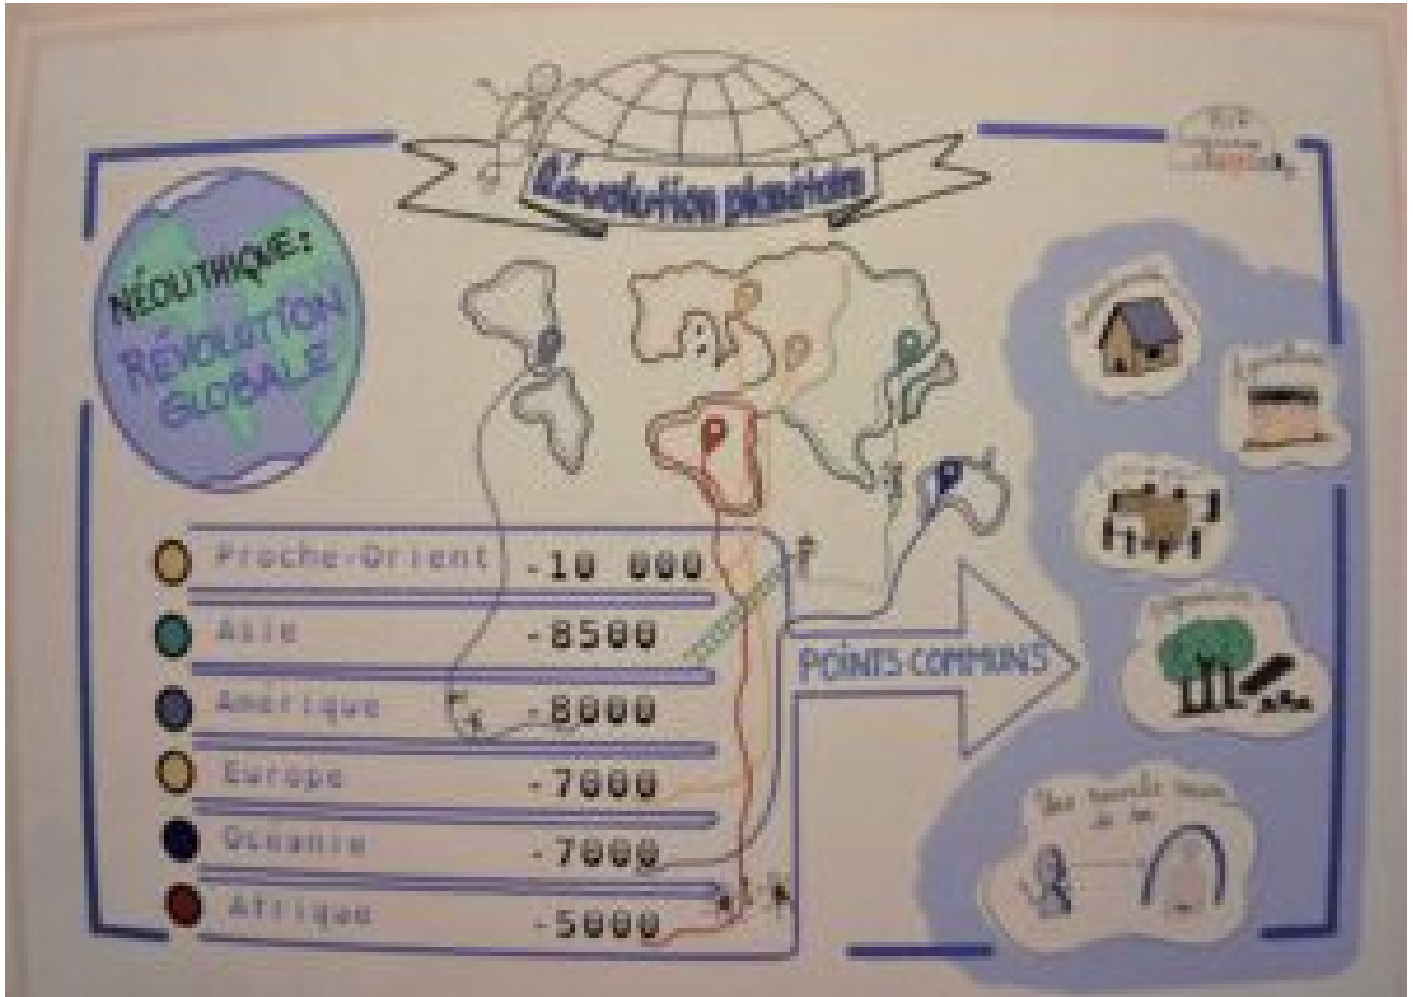 Révolution planétaire
NÉOLITHIQUE:
RÉVOLUTION
GLOBALE
Proche-Orient -10 000
Asie -8500
Amérique -8000
Europe -7000
Océanie -7000
Afrique -5000
POINTS COMMUNS